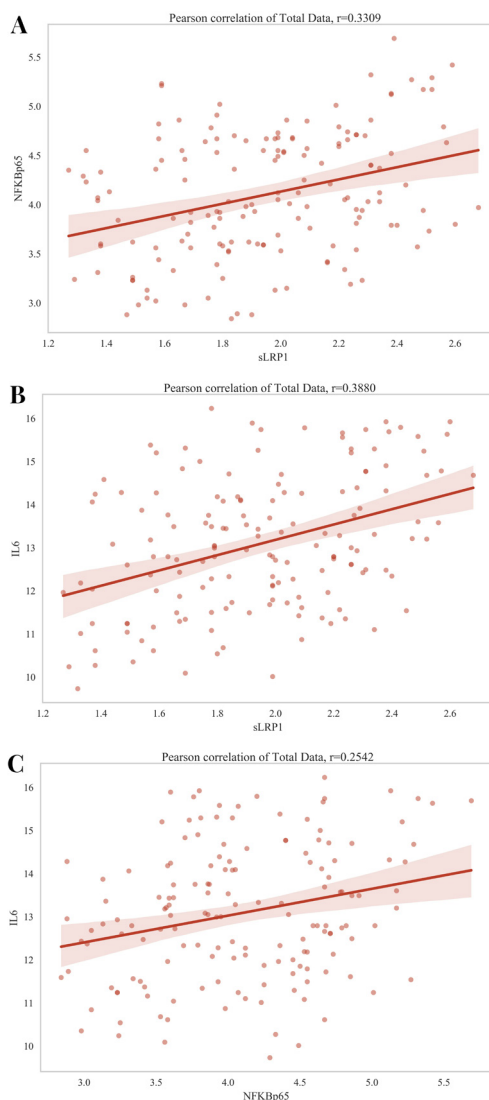 A
Pearson correlation of Total Data, r=0.3309
NFKBp65
5.5
5.0
4.5
4.0
3.5
3.0
1.2 1.4 1.6 1.8 2.0 2.2 2.4 2.6
sLRP1
B
Pearson correlation of Total Data, r=0.3880
IL6
16
15
14
13
12
11
10
1.2 1.4 1.6 1.8 2.0 2.2 2.4 2.6
sLRP1
C
Pearson correlation of Total Data, r=0.2542
IL6
16
15
14
13
12
11
10
3.0 3.5 4.0 4.5 5.0 5.5
NFKBp65